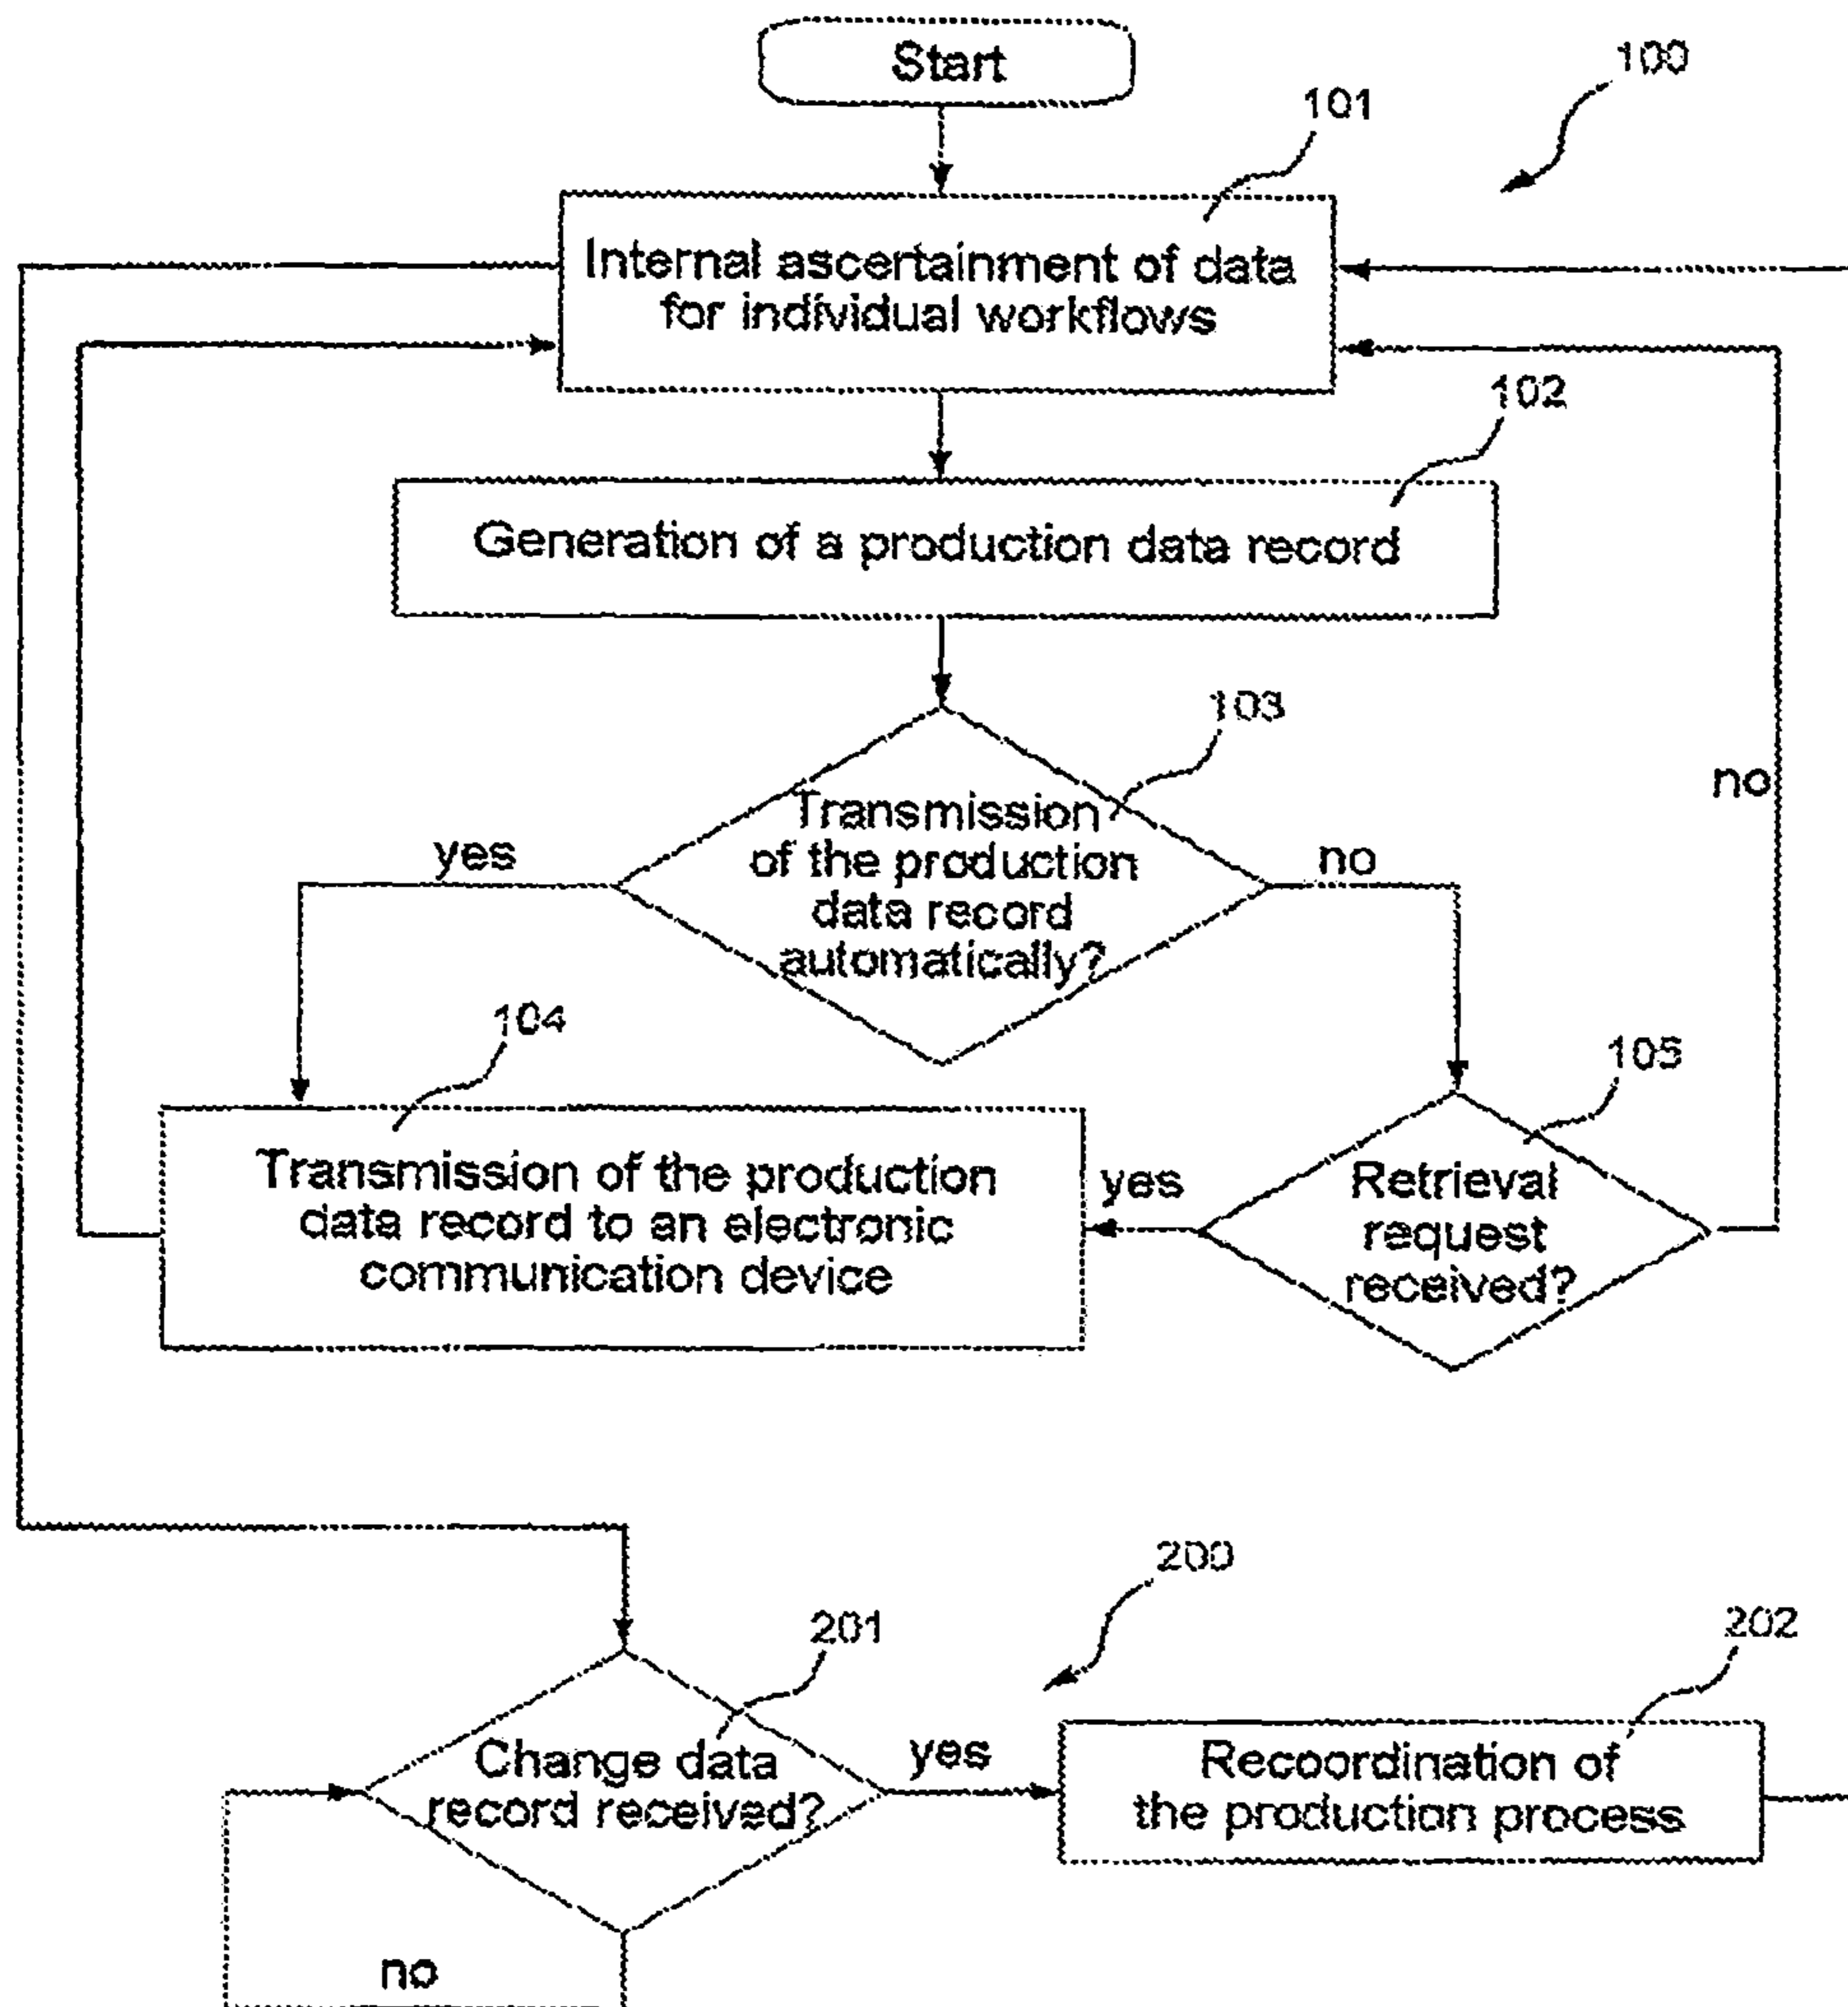 Start
100
101
Internal ascertainment of data
for individual workflows
102
Generation of a production data record
103
Transmission
of the production
data record
automatically?
yes
no
no
104
105
Transmission of the production
data record to an electronic
communication device
yes
Retrieval
request
received?
200
201
202
Change data
record received?
yes
Recoordination of
the production process
no